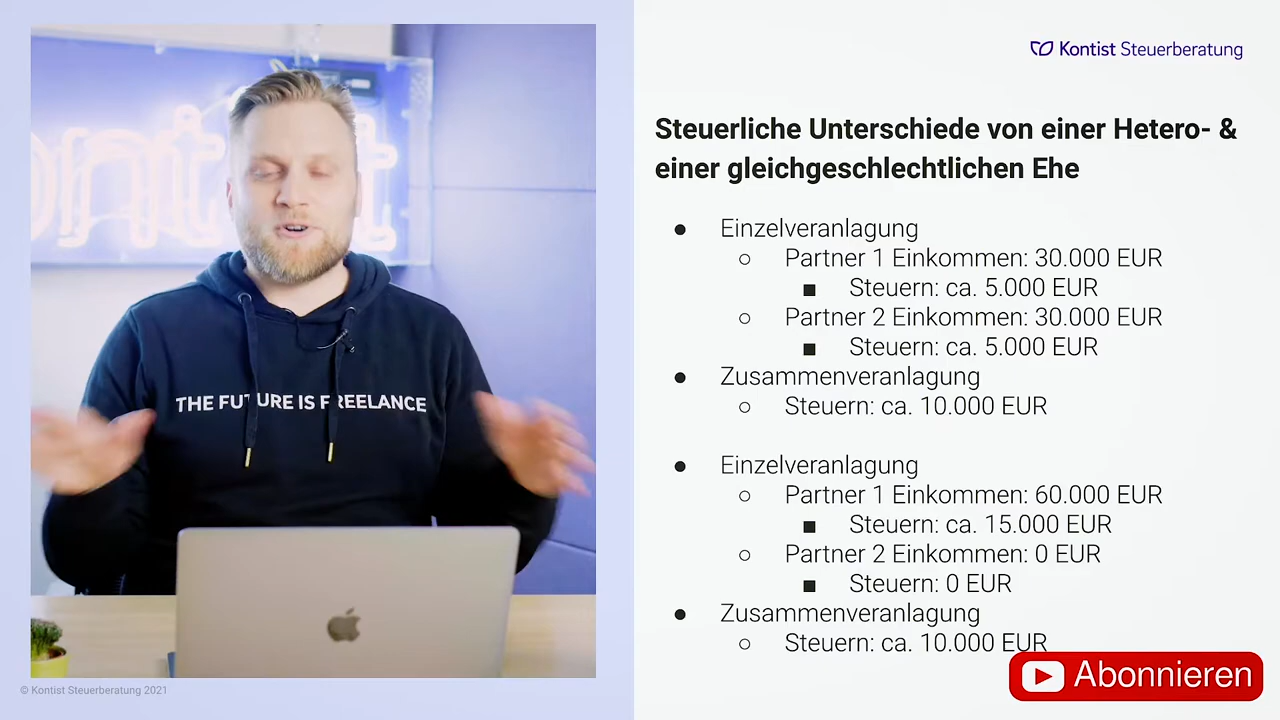 Kontist Steuerberatung
Steuerliche Unterschiede von einer Hetero- &
einer gleichgeschlechtlichen Ehe
● Einzelveranlagung
○ Partner 1 Einkommen: 30.000 EUR
■ Steuern: ca. 5.000 EUR
○ Partner 2 Einkommen: 30.000 EUR
■ Steuern: ca. 5.000 EUR
● Zusammenveranlagung
○ Steuern: ca. 10.000 EUR
● Einzelveranlagung
○ Partner 1 Einkommen: 60.000 EUR
■ Steuern: ca. 15.000 EUR
○ Partner 2 Einkommen: 0 EUR
■ Steuern: 0 EUR
● Zusammenveranlagung
○ Steuern: ca. 10.000 EUR
Abonnieren
THE FUTURE IS FREELANCE
© Kontist Steuerberatung 2021